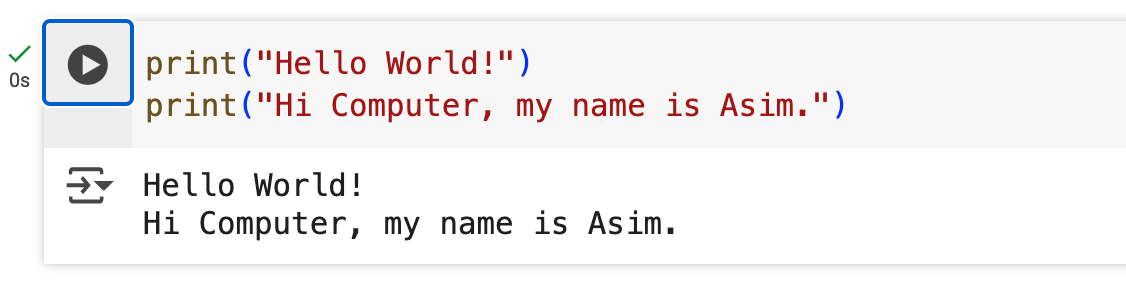 print("Hello World!")
0s
print("Hi Computer, my name is Asim.")
Hello World!
Hi Computer, my name is Asim.